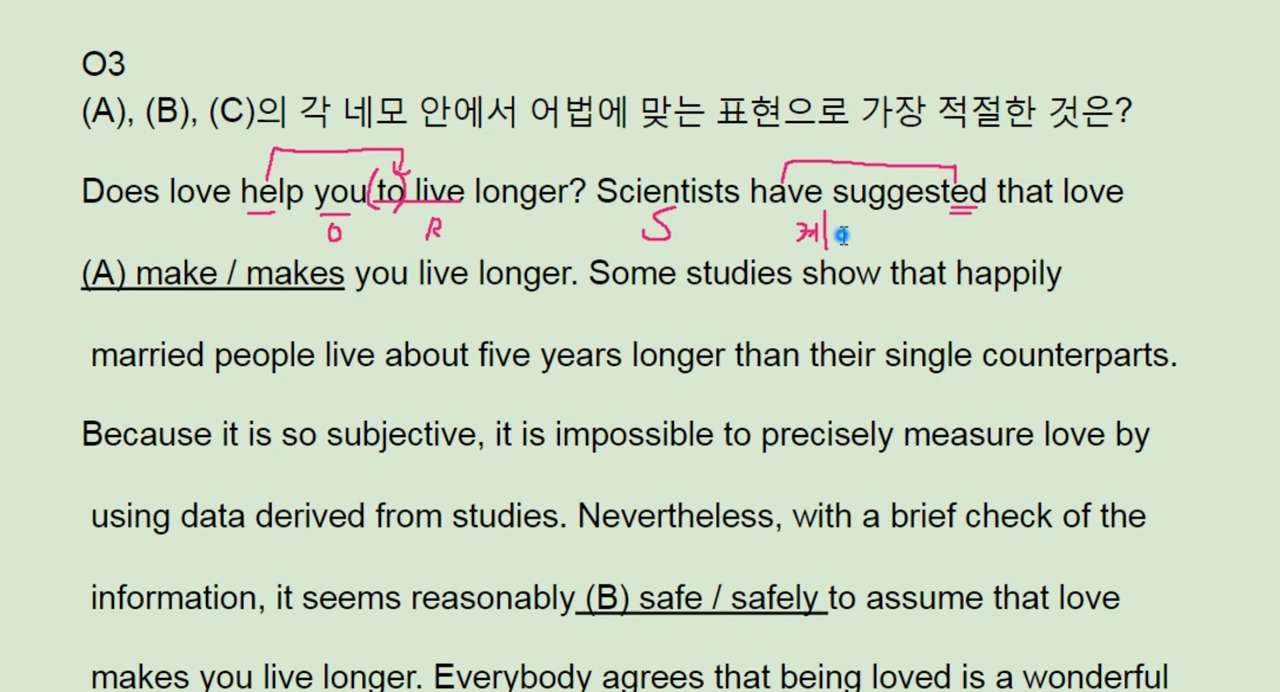 03
(A), (B), (C)의 각 네모 안에서 어법에 맞는 표현으로 가장 적절한 것은?
Does love help you (to) live longer? Scientists have suggested that love
O R S
(A) make / makes you live longer. Some studies show that happily
married people live about five years longer than their single counterparts.
Because it is so subjective, it is impossible to precisely measure love by
using data derived from studies. Nevertheless, with a brief check of the
information, it seems reasonably (B) safe / safely to assume that love
makes you live longer. Everybody agrees that being loved is a wonderful